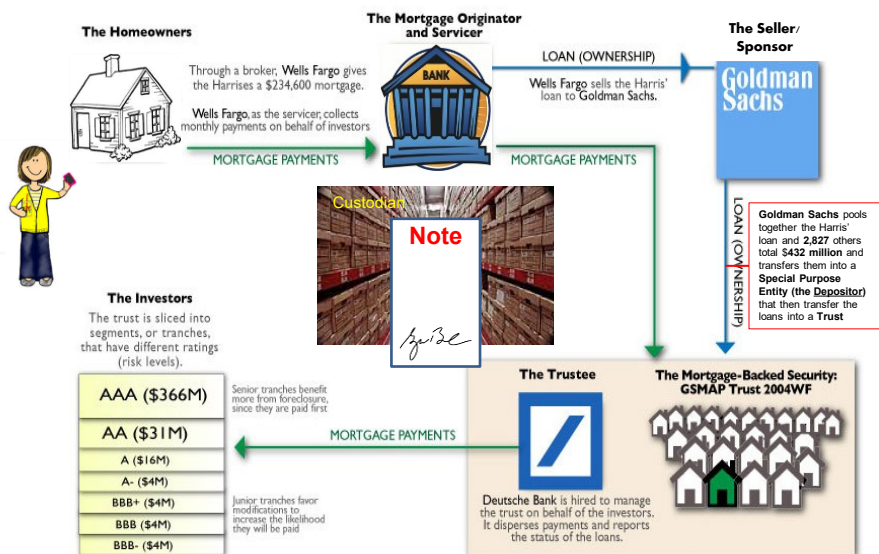 The Homeowners
Through a broker, Wells Fargo gives
the Harrises a $234,600 mortgage.
Wells Fargo, as the servicer, collects
monthly payments on behalf of investors
MORTGAGE PAYMENTS
The Mortgage Originator
and Servicer
BANK
LOAN (OWNERSHIP)
Wells Fargo sells the Harris'
loan to Goldman Sachs.
MORTGAGE PAYMENTS
The Seller/
Sponsor
Goldman
Sachs
LOAN (OWNERSHIP)
Goldman Sachs pools
together the Harris'
loan and 2,827 others
total $432 million and
transfers them into a
Special Purpose
Entity (the Depositor)
that then transfer the
loans into a Trust
Custodian
Note
The Investors
The trust is sliced into
segments, or tranches,
that have different ratings
(risk levels).
AAA ($366M)
AA ($31M)
A ($16M)
A- ($4M)
BBB+ ($4M)
BBB ($4M)
BBB- ($4M)
Senior tranches benefit
more from foreclosure,
since they are paid first
Junior tranches favor
modifications to
increase the likelihood
they will be paid
MORTGAGE PAYMENTS
The Trustee
Deutsche Bank is hired to manage
the trust on behalf of the investors.
It disperses payments and reports
the status of the loans.
The Mortgage-Backed Security:
GSMAP Trust 2004WF